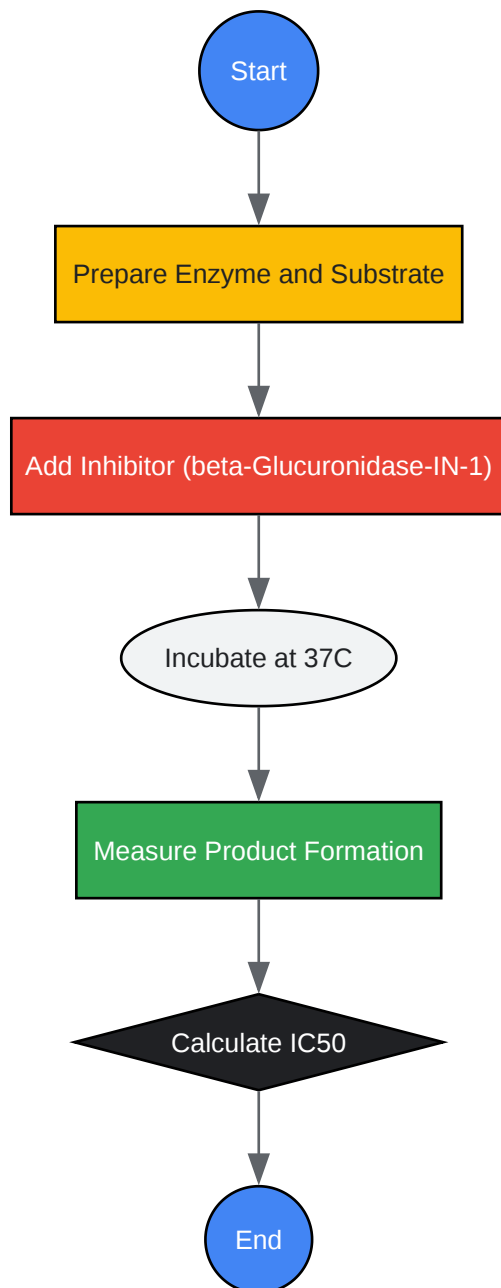 Start
Prepare Enzyme and Substrate
Add Inhibitor (beta-Glucuronidase-IN-1)
Incubate at 37C
Measure Product Formation
Calculate IC50
End